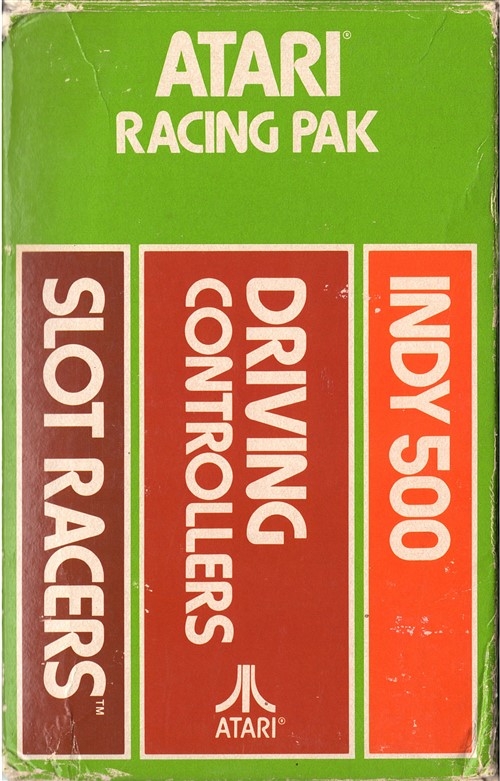 ATARI®
RACING PAK
SLOT RACERS™
DRIVING
CONTROLLERS
ATARI®
INDY 500